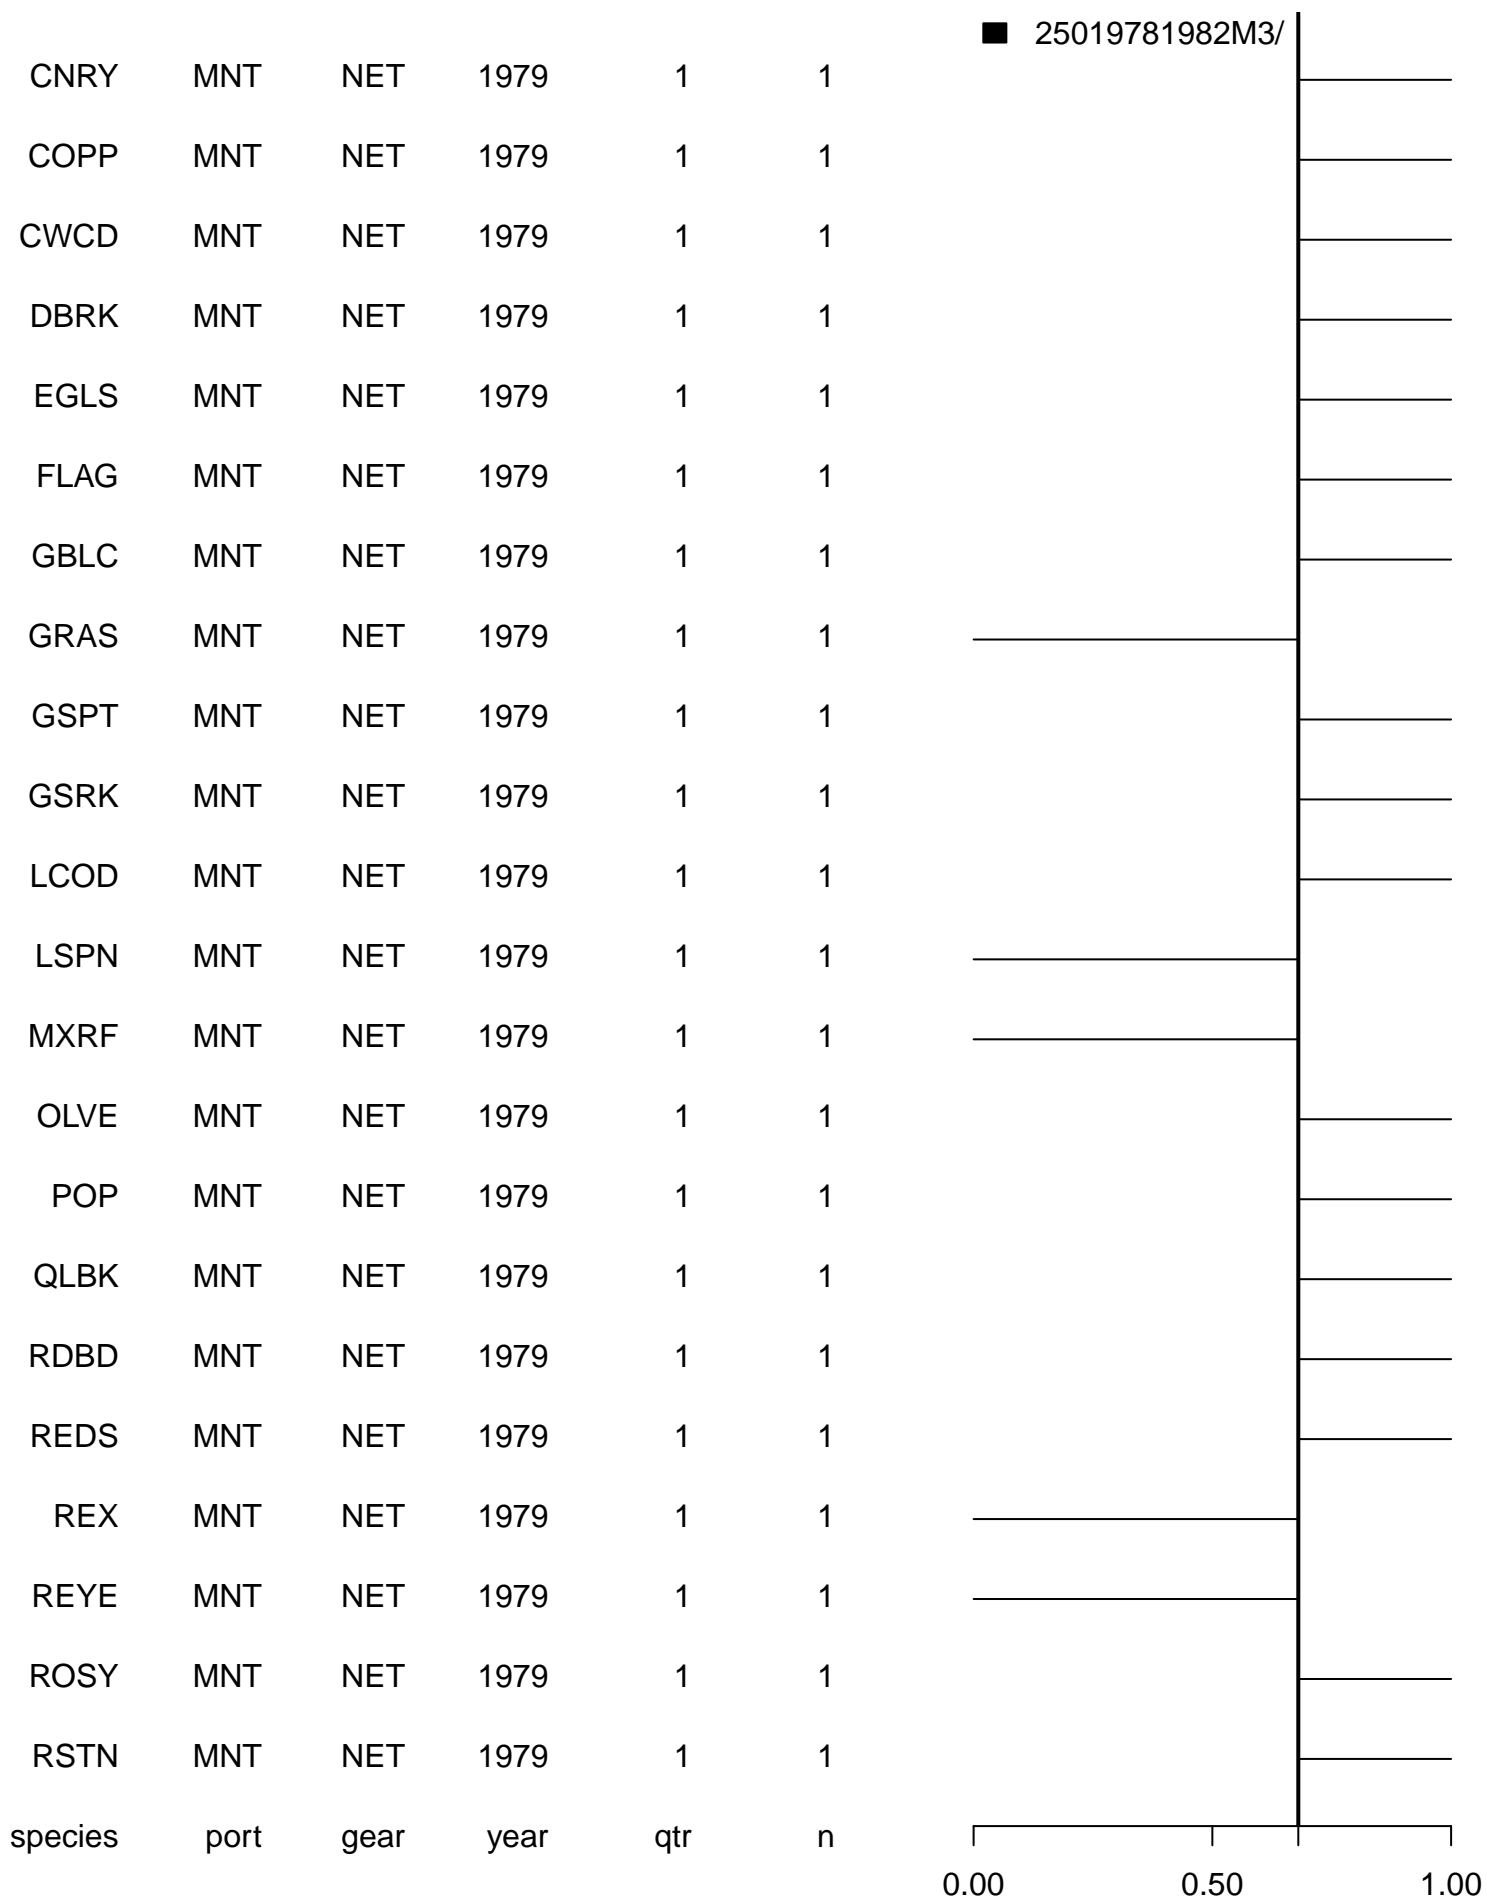 25019781982M3/
CNRY MNT NET 1979 1 1
COPP MNT NET 1979 1 1
CWCD MNT NET 1979 1 1
DBRK MNT NET 1979 1 1
EGLS MNT NET 1979 1 1
FLAG MNT NET 1979 1 1
GBLC MNT NET 1979 1 1
GRAS MNT NET 1979 1 1
GSPT MNT NET 1979 1 1
GSRK MNT NET 1979 1 1
LCOD MNT NET 1979 1 1
LSPN MNT NET 1979 1 1
MXRF MNT NET 1979 1 1
OLVE MNT NET 1979 1 1
POP MNT NET 1979 1 1
QLBK MNT NET 1979 1 1
RDBD MNT NET 1979 1 1
REDS MNT NET 1979 1 1
REX MNT NET 1979 1 1
REYE MNT NET 1979 1 1
ROSY MNT NET 1979 1 1
RSTN MNT NET 1979 1 1
species port gear year qtr n
0.00 0.50 1.00